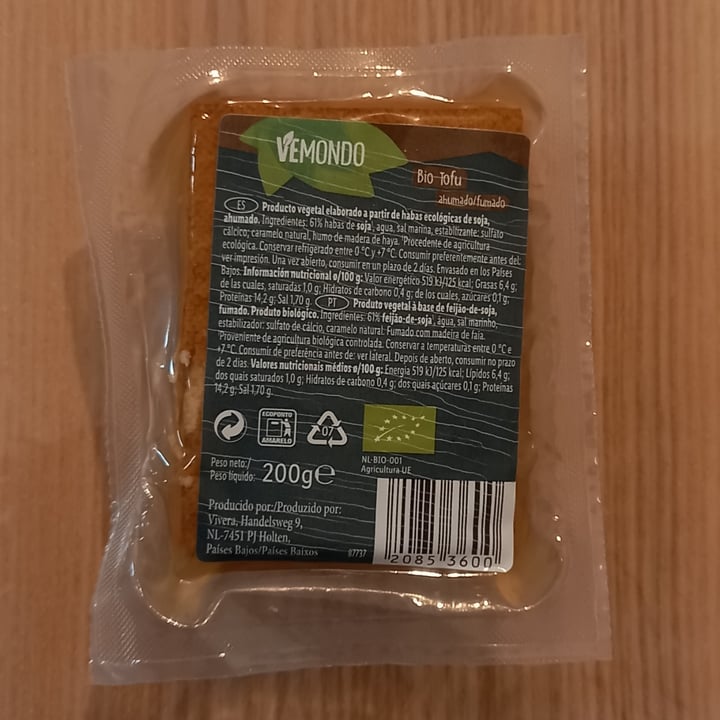 VEMONDO
Bio Tofu
ahumado/fumado
ES Producto vegetal elaborado a partir de habas ecológicas de soja,
ahumado. Ingredientes: 61% habas de soja¹, agua, sal marina, estabilizante: sulfato
cálcico; caramelo natural, humo de madera de haya. ¹Procedente de agricultura
ecológica. Conservar refrigerado entre 0 °C y +7 °C. Consumir preferentemente antes del:
ver impresión. Una vez abierto, consumir en un plazo de 2 días. Envasado en los Países
Bajos. Información nutricional ø/100 g: Valor energético 519 kJ/125 kcal; Grasas 6,4 g;
de las cuales, saturadas 1,0 g; Hidratos de carbono 0,4 g; de los cuales, azúcares 0,1 g;
Proteínas 14,2 g; Sal 1,70 g. PT Produto vegetal à base de feijão-de-soja,
fumado. Produto biológico. Ingredientes: 61% feijão-de-soja¹, água, sal marinho,
estabilizador: sulfato de cálcio, caramelo natural. Fumado com madeira de faia.
¹Proveniente de agricultura biológica controlada. Conservar a temperaturas entre 0 °C e
+7 °C. Consumir de preferência antes de: ver lateral. Depois de aberto, consumir no prazo
de 2 dias. Valores nutricionais médios ø/100 g: Energia 519 kJ/125 kcal; Lípidos 6,4 g;
dos quais saturados 1,0 g; Hidratos de carbono 0,4 g; dos quais açúcares 0,1 g; Proteínas
14,2 g; Sal 1,70 g.
ECOPONTO
AMARELO
07
NL-BIO-001
Agricultura UE
Peso neto:/
Peso líquido: 200g℮
Producido por:/Produzido por:
Vivera, Handelsweg 9,
NL-7451 PJ Holten,
Países Bajos/Países Baixos
87737
2085 3600